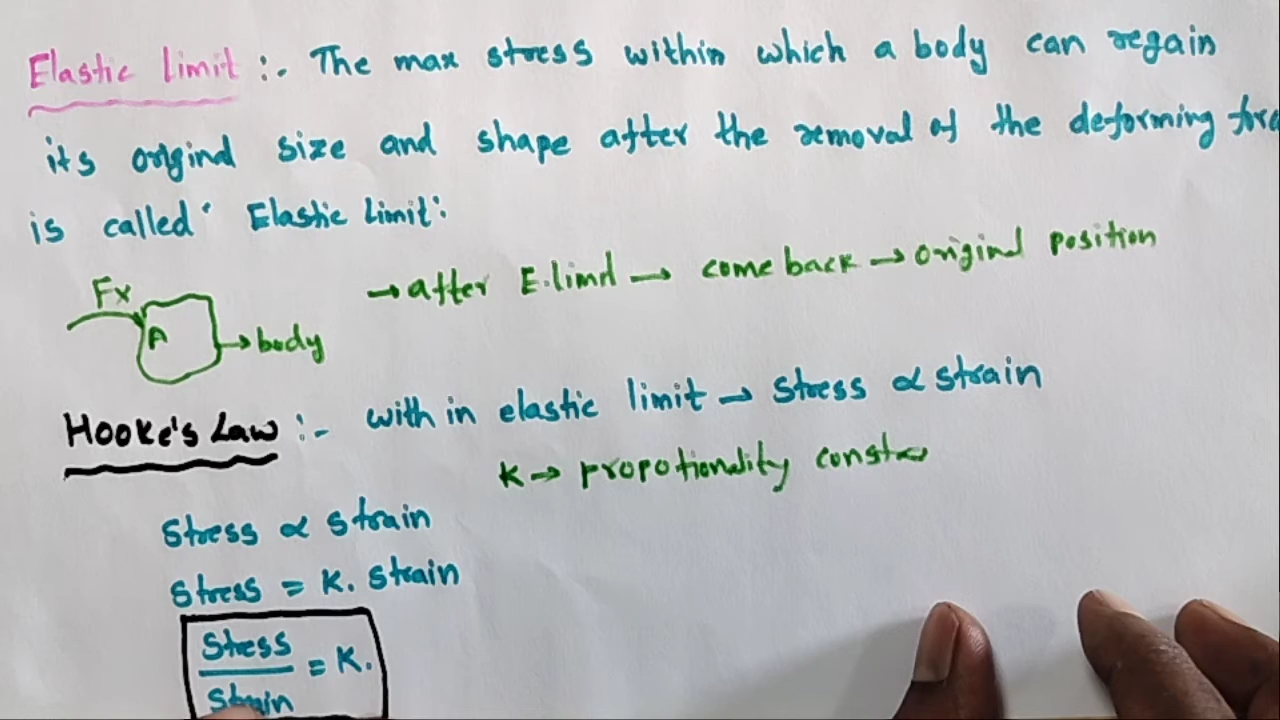 Elastic limit :- The max stress within which a body can regain
its original size and shape after the removal of the deforming
is called' Elastic limit:
Fx
→ after E.limit → come back → original position
A
→ body
Hooke's Law :- with in elastic limit → Stress ∝ strain
K → propotionality
Stress ∝ strain
Stress = K. strain
Stress
= K.
Strain